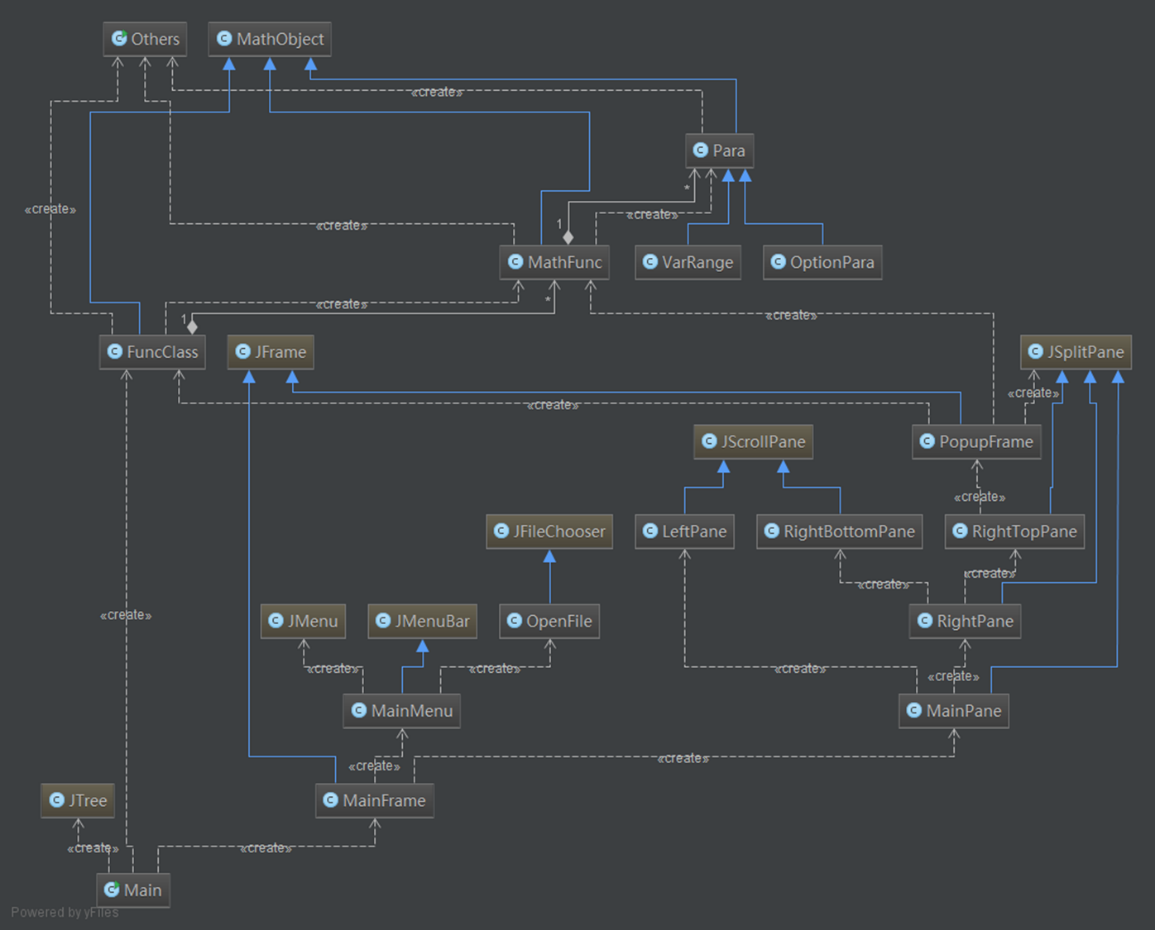 Others
MathObject
«create»
Para
*
«create»
«create»
1
«create»
MathFunc
VarRange
OptionPara
*
«create»
«create»
1
FuncClass
JFrame
JSplitPane
«create»
«create»
JScrollPane
PopupFrame
«create»
JFileChooser
LeftPane
RightBottomPane
RightTopPane
«create»
«create»
«create»
JMenu
JMenuBar
OpenFile
RightPane
«create»
«create»
«create»
«create»
MainMenu
MainPane
«create»
«create»
JTree
MainFrame
«create»
«create»
Main
Powered by yFiles